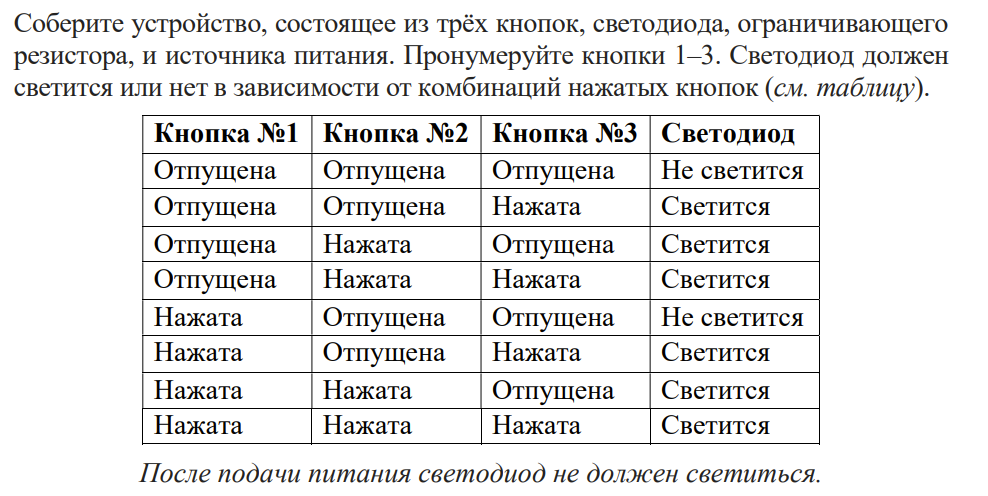 Соберите устройство, состоящее из трёх кнопок, светодиода, ограничивающего
резистора, и источника питания. Пронумеруйте кнопки 1–3. Светодиод должен
светится или нет в зависимости от комбинаций нажатых кнопок (см. таблицу).
Кнопка №1 Кнопка №2 Кнопка №3 Светодиод
Отпущена Отпущена Отпущена Не светится
Отпущена Отпущена Нажата Светится
Отпущена Нажата Отпущена Светится
Отпущена Нажата Нажата Светится
Нажата Отпущена Отпущена Не светится
Нажата Отпущена Нажата Светится
Нажата Нажата Отпущена Светится
Нажата Нажата Нажата Светится
После подачи питания светодиод не должен светиться.